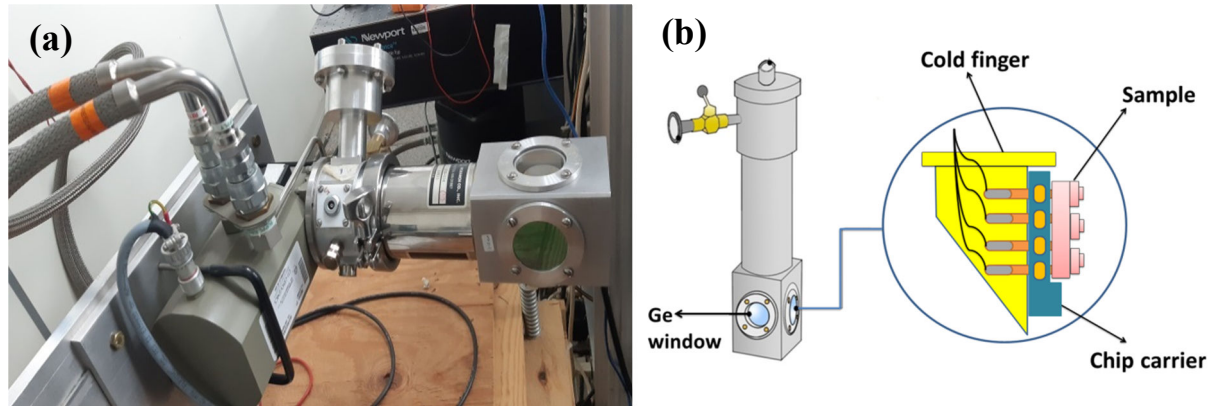 (a)
Newport
(b)
Cold finger
Sample
Ge
window
Chip carrier